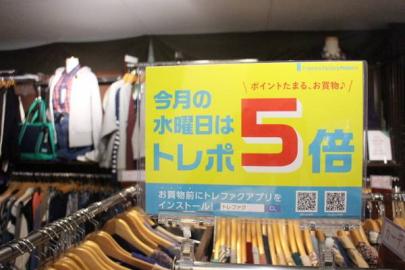 ポイントたまる、お買物♪
今月の
水曜日は
トレポ
5倍
お買物前にトレファクアプリを
インストール!
トレファク